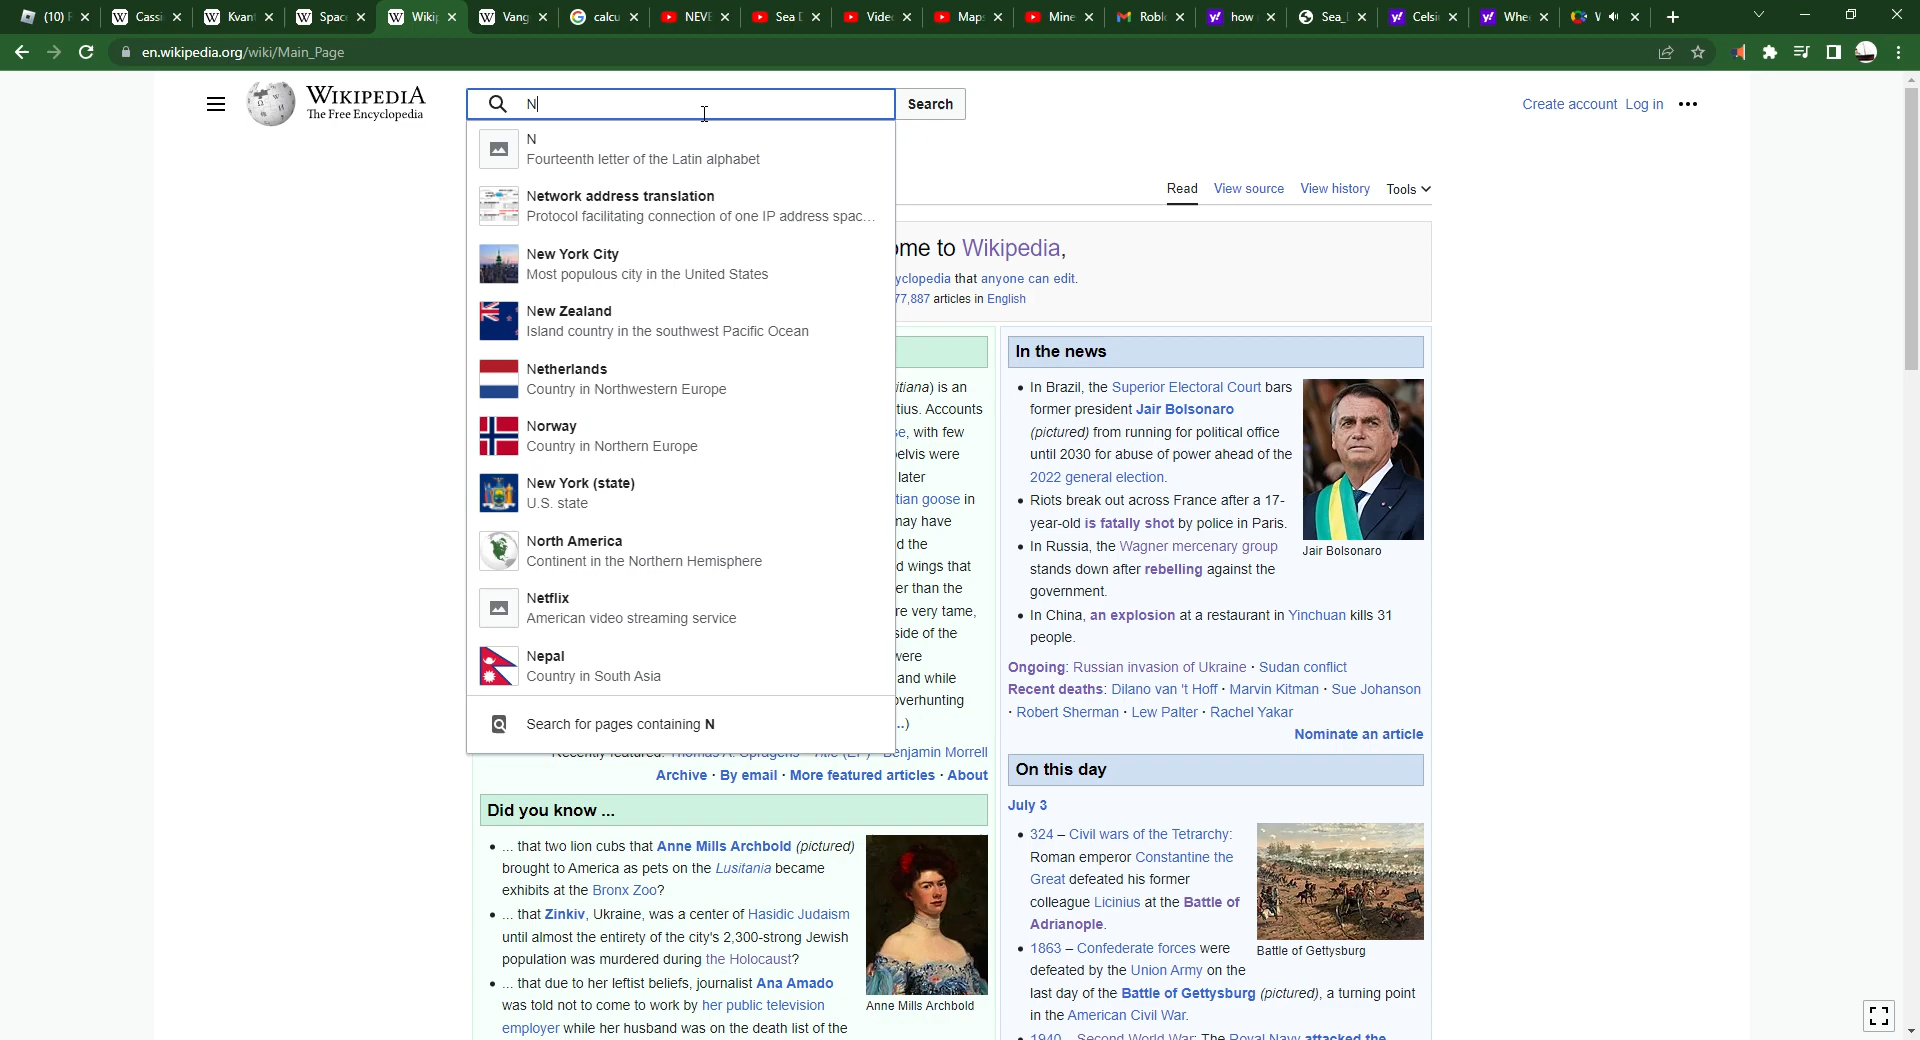 (10) F
Cassi
Kvan
Space
Wikip
Vang
calcu
NEVE
Sea D
Video
Map
Mine
Robl
how
Sea_
Celsi
Whe
en.wikipedia.org/wiki/Main_Page
WIKIPEDIA
The Free Encyclopedia
N
Search
Create account Log in
N
Fourteenth letter of the Latin alphabet
Network address translation
Protocol facilitating connection of one IP address spac...
New York City
Most populous city in the United States
New Zealand
Island country in the southwest Pacific Ocean
Netherlands
Country in Northwestern Europe
Norway
Country in Northern Europe
New York (state)
U.S. state
North America
Continent in the Northern Hemisphere
Netflix
American video streaming service
Nepal
Country in South Asia
Search for pages containing N
Read View source View history Tools
ome to Wikipedia,
yclopedia that anyone can edit.
77,887 articles in English
itiana) is an
tius. Accounts
se, with few
elvis were
later
tian goose in
may have
d the
d wings that
er than the
re very tame,
side of the
were
and while
overhunting
...)
Benjamin Morrell
Archive · By email · More featured articles · About
Did you know ...
... that two lion cubs that Anne Mills Archbold (pictured)
brought to America as pets on the Lusitania became
exhibits at the Bronx Zoo?
... that Zinkiv, Ukraine, was a center of Hasidic Judaism
until almost the entirety of the city's 2,300-strong Jewish
population was murdered during the Holocaust?
... that due to her leftist beliefs, journalist Ana Amado
was told not to come to work by her public television
employer while her husband was on the death list of the
Anne Mills Archbold
In the news
In Brazil, the Superior Electoral Court bars
former president Jair Bolsonaro
(pictured) from running for political office
until 2030 for abuse of power ahead of the
2022 general election.
Riots break out across France after a 17-
year-old is fatally shot by police in Paris.
In Russia, the Wagner mercenary group
stands down after rebelling against the
government.
In China, an explosion at a restaurant in Yinchuan kills 31
people.
Jair Bolsonaro
Ongoing: Russian invasion of Ukraine · Sudan conflict
Recent deaths: Dilano van 't Hoff · Marvin Kitman · Sue Johanson
· Robert Sherman · Lew Palter · Rachel Yakar
Nominate an article
On this day
July 3
324 – Civil wars of the Tetrarchy:
Roman emperor Constantine the
Great defeated his former
colleague Licinius at the Battle of
Adrianople.
1863 – Confederate forces were
defeated by the Union Army on the
last day of the Battle of Gettysburg (pictured), a turning point
in the American Civil War.
1940 – Second World War: The Royal Navy attacked the
Battle of Gettysburg